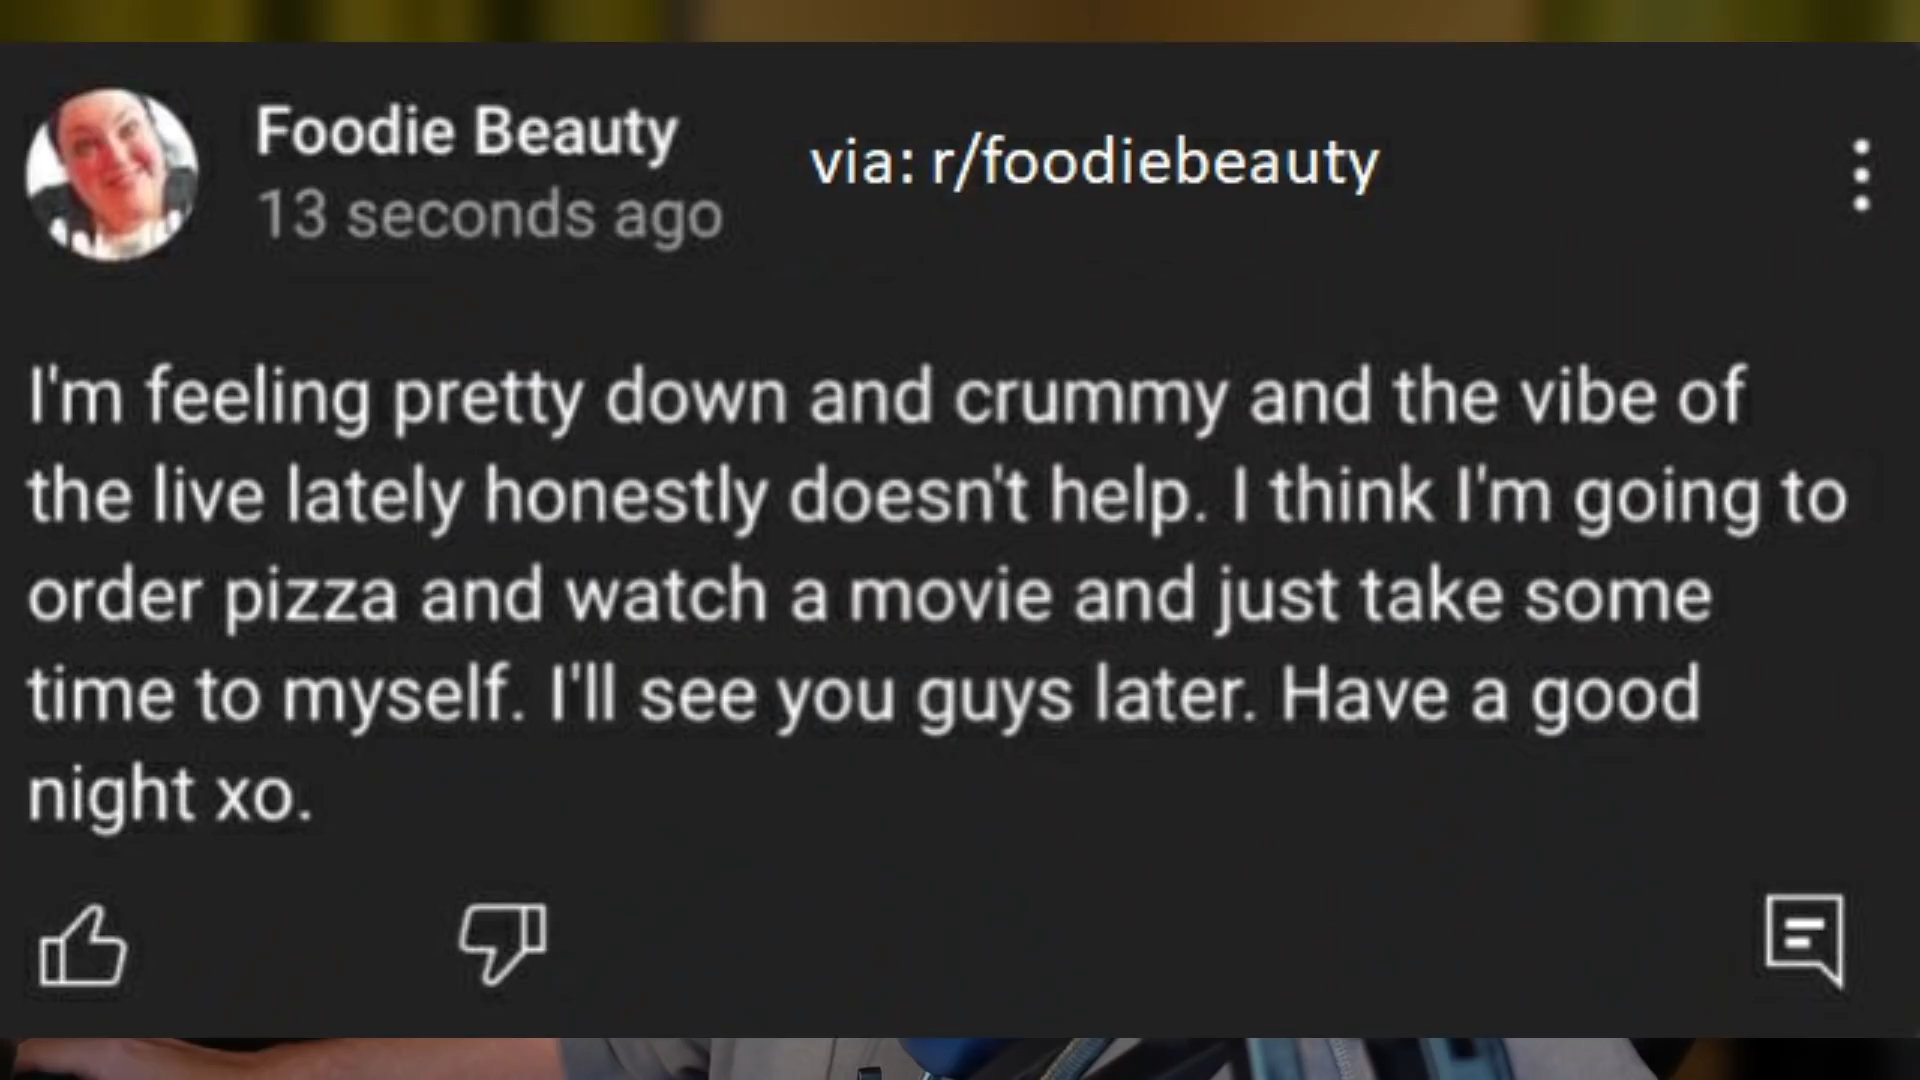 Foodie Beauty
via: r/foodiebeauty
13 seconds ago
I'm feeling pretty down and crummy and the vibe of
the live lately honestly doesn't help. I think I'm going to
order pizza and watch a movie and just take some
time to myself. I'll see you guys later. Have a good
night xo.